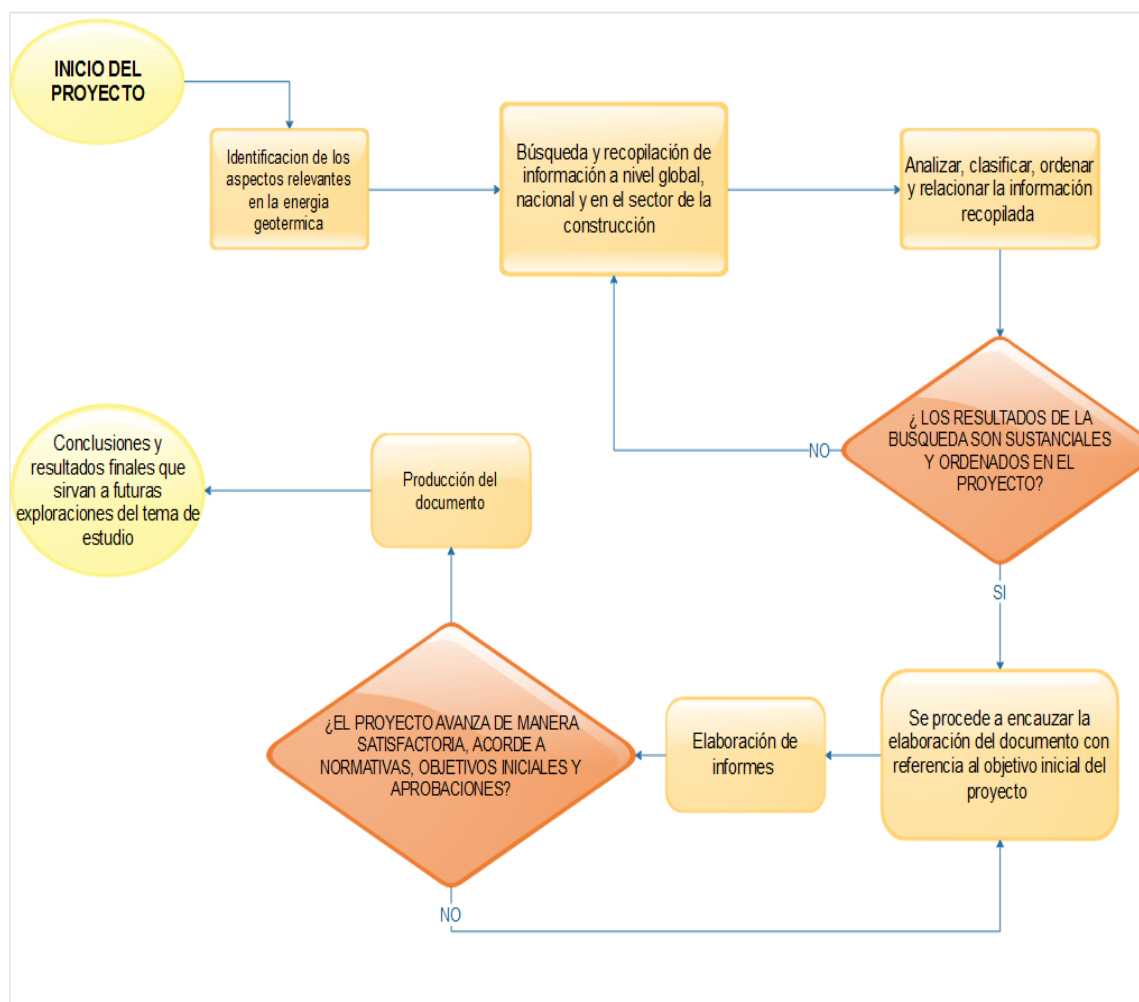 INICIO DEL
PROYECTO
Identificacion de los
aspectos relevantes
en la energia
geotermica
Búsqueda y recopilación de
información a nivel global,
nacional y en el sector de la
construcción
Analizar, clasificar, ordenar
y relacionar la información
recopilada
¿ LOS RESULTADOS DE LA
BUSQUEDA SON SUSTANCIALES
Y ORDENADOS EN EL
PROYECTO?
NO
SI
Se procede a encauzar la
elaboración del documento con
referencia al objetivo inicial del
proyecto
Elaboración de
informes
¿EL PROYECTO AVANZA DE MANERA
SATISFACTORIA, ACORDE A
NORMATIVAS, OBJETIVOS INICIALES Y
APROBACIONES?
NO
Producción del
documento
Conclusiones y
resultados finales que
sirvan a futuras
exploraciones del tema de
estudio